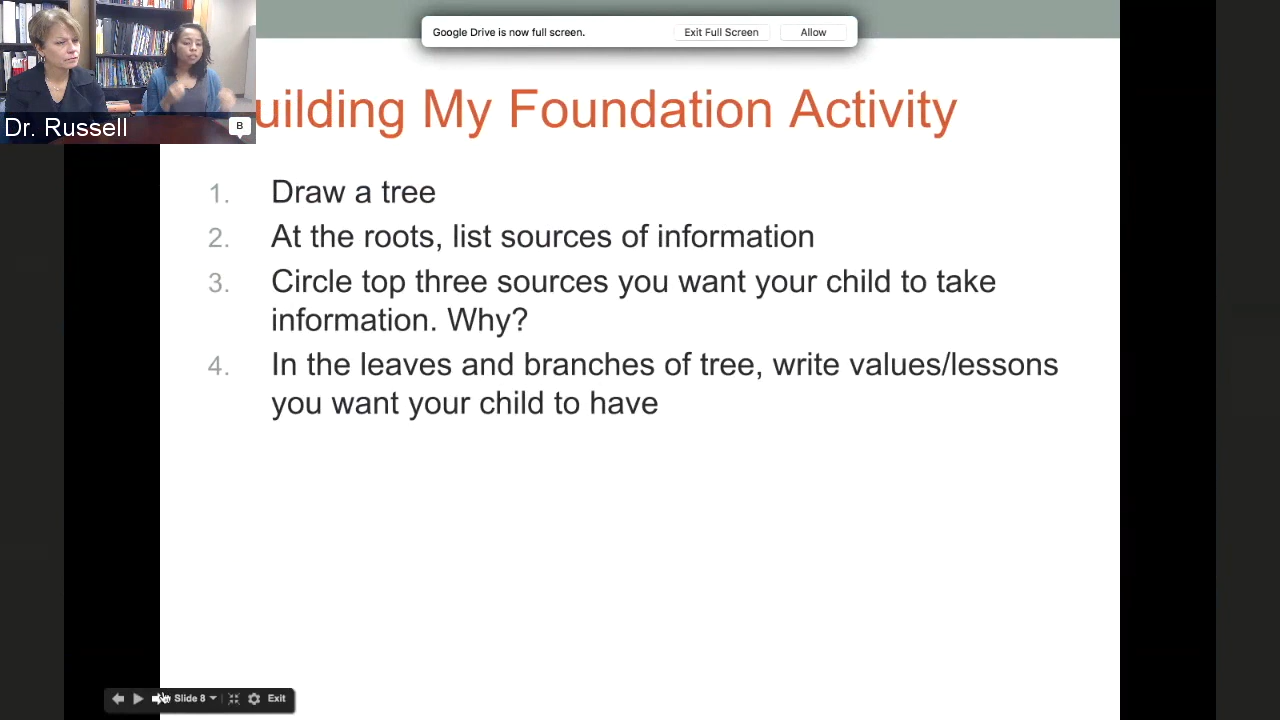 Google Drive is now full screen.
Exit Full Screen
Allow
Dr. Russell
B
uilding My Foundation Activity
1. Draw a tree
2. At the roots, list sources of information
3. Circle top three sources you want your child to take
information. Why?
4. In the leaves and branches of tree, write values/lessons
you want your child to have
Slide 8
Exit